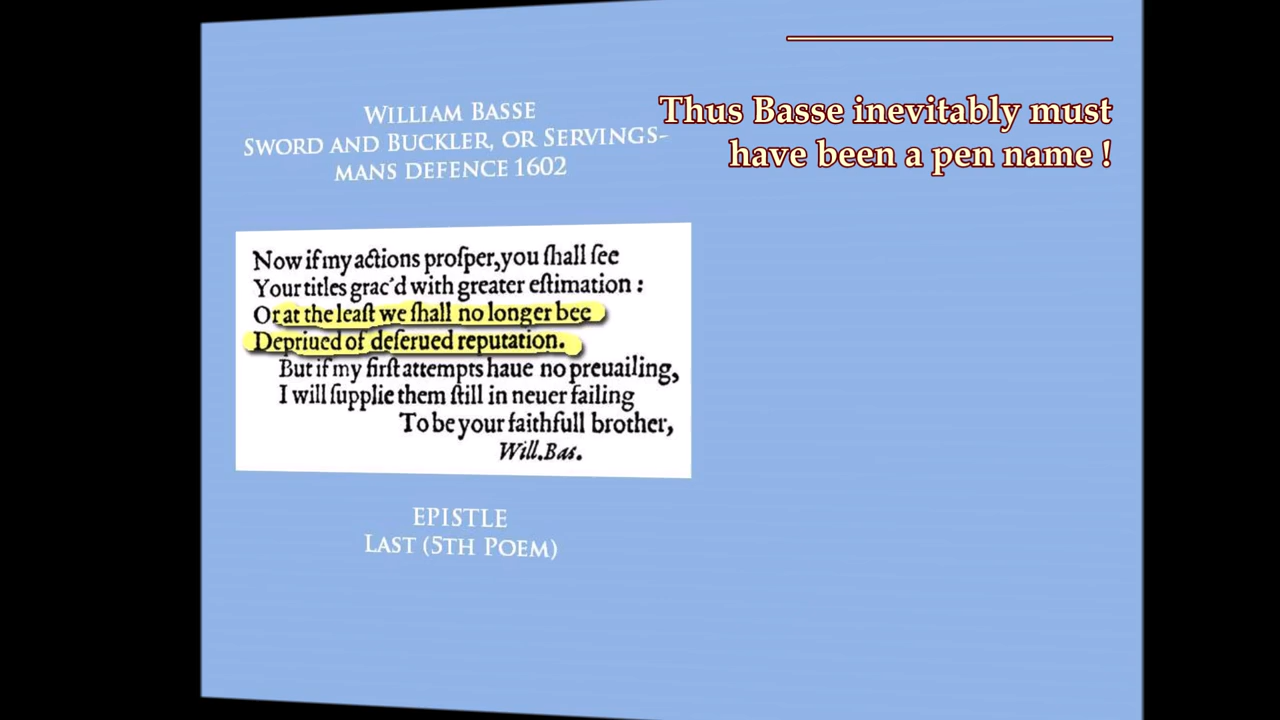 Thus Basse inevitably must
have been a pen name !
WILLIAM BASSE
SWORD AND BUCKLER, OR SERVINGS-
MANS DEFENCE 1602
Now if my actions proſper, you ſhall ſee
Your titles grac'd with greater eſtimation :
Or at the leaſt we ſhall no longer bee
Depriued of deſerued reputation.
But if my firſt attempts haue no preuailing,
I will ſupplie them ſtill in neuer failing
To be your faithfull brother,
Will. Bas.
EPISTLE
LAST (5TH POEM)